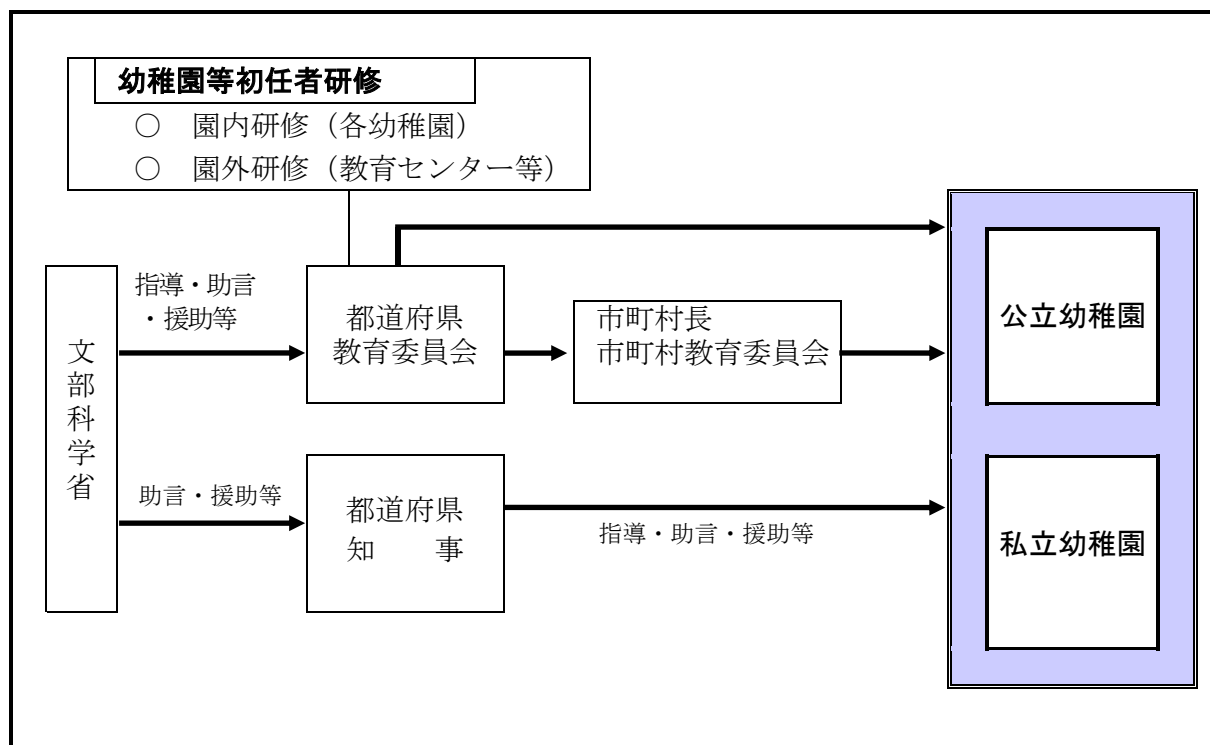 幼稚園等初任者研修
○ 園内研修（各幼稚園）
○ 園外研修（教育センター等）
文部科学省
指導・助言
・援助等
都道府県
教育委員会
市町村長
市町村教育委員会
公立幼稚園
助言・援助等
都道府県
知　　事
指導・助言・援助等
私立幼稚園